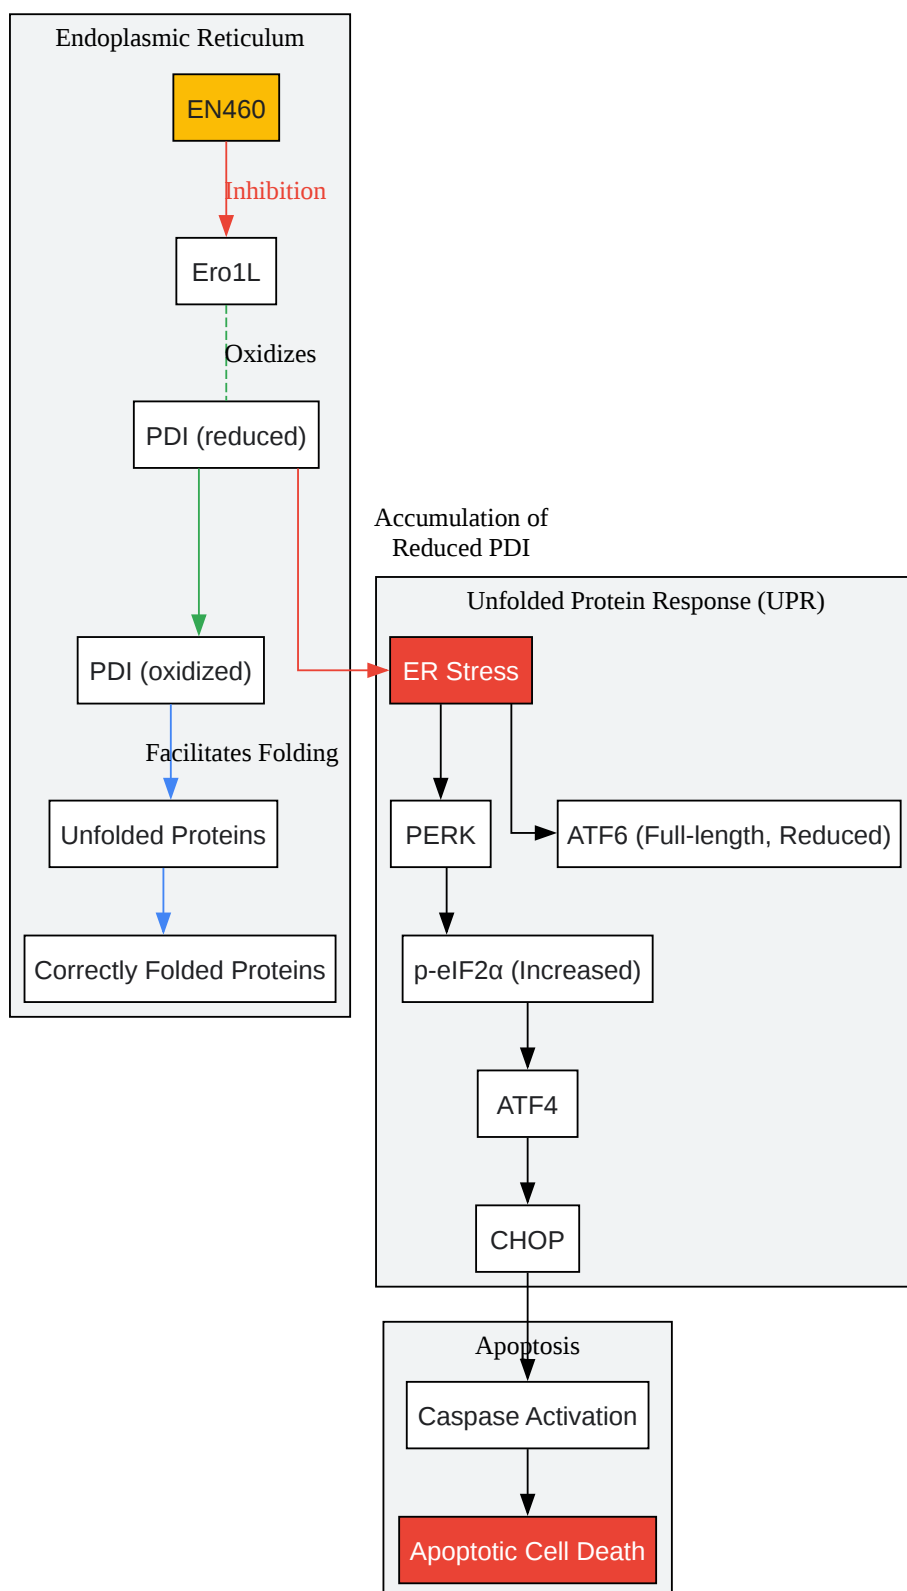 Endoplasmic Reticulum
EN460
Inhibition
Ero1L
Oxidizes
PDI (reduced)
Accumulation of
Reduced PDI
Unfolded Protein Response (UPR)
PDI (oxidized)
ER Stress
Facilitates Folding
Unfolded Proteins
PERK
ATF6 (Full-length, Reduced)
Correctly Folded Proteins
p-eIF2α (Increased)
ATF4
CHOP
Apoptosis
Caspase Activation
Apoptotic Cell Death